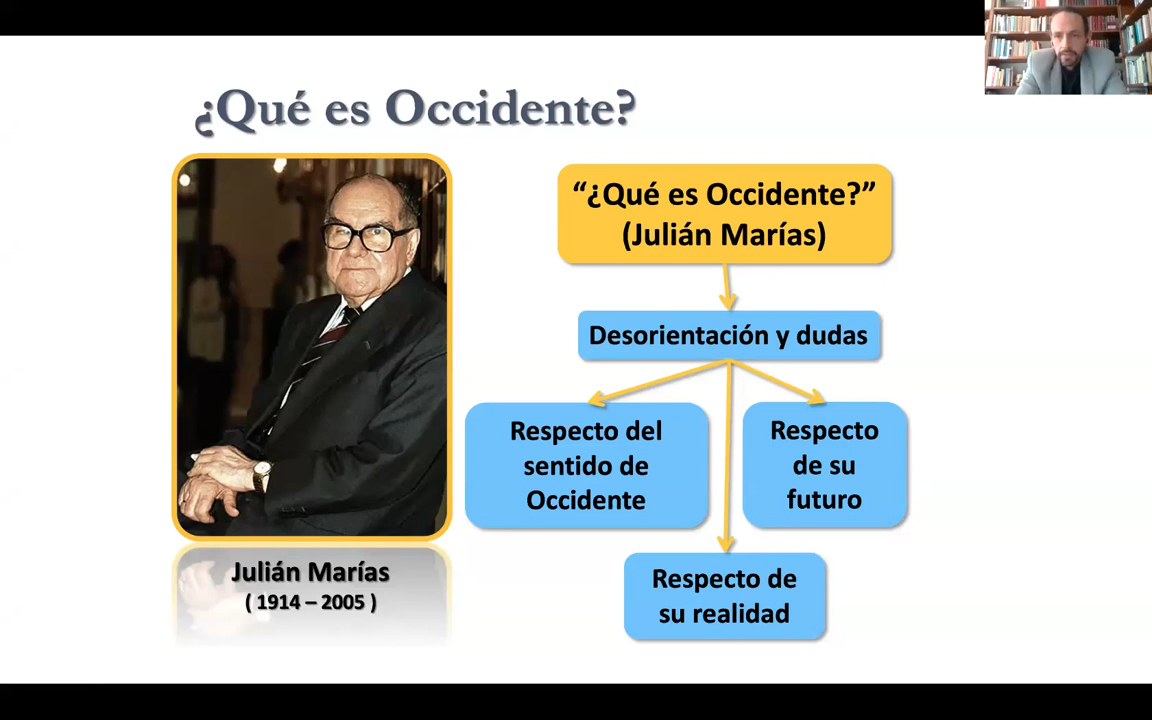 ¿Qué es Occidente?
“¿Qué es Occidente?”
(Julián Marías)
Desorientación y dudas
Respecto del
sentido de
Occidente
Respecto
de su
futuro
Respecto de
su realidad
Julián Marías
( 1914 – 2005 )